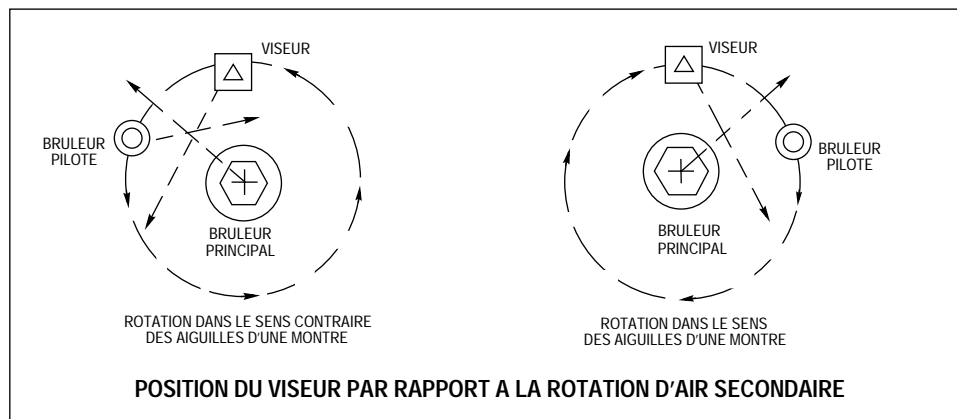 VISEUR
BRULEUR
PILOTE
BRULEUR
PRINCIPAL
ROTATION DANS LE SENS CONTRAIRE
DES AIGUILLES D'UNE MONTRE
VISEUR
BRULEUR
PILOTE
BRULEUR
PRINCIPAL
ROTATION DANS LE SENS
DES AIGUILLES D'UNE MONTRE
POSITION DU VISEUR PAR RAPPORT A LA ROTATION D'AIR SECONDAIRE